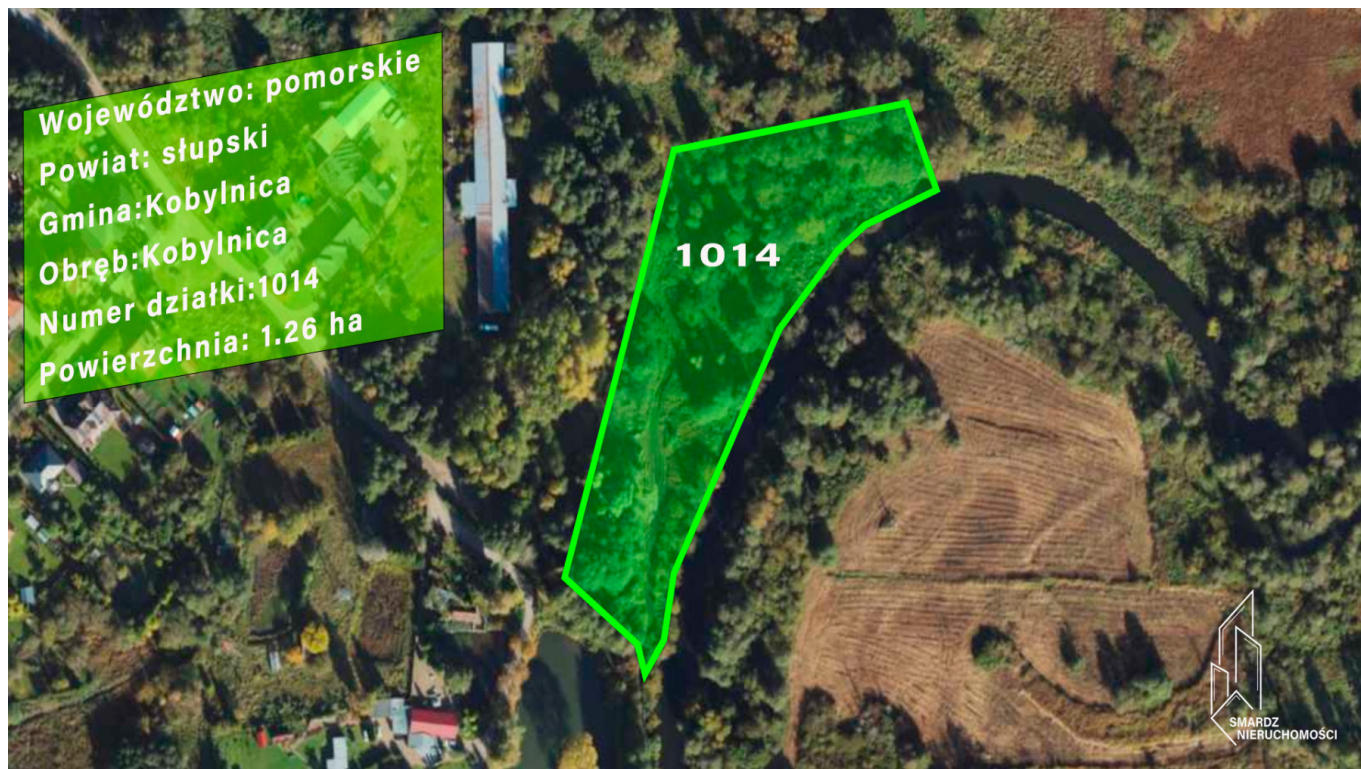 Województwo: pomorskie
Powiat: słupski
Gmina:Kobylnica
Obręb:Kobylnica
Numer działki:1014
Powierzchnia: 1.26 ha
1014
SMARDZ
NIERUCHOMOŚCI